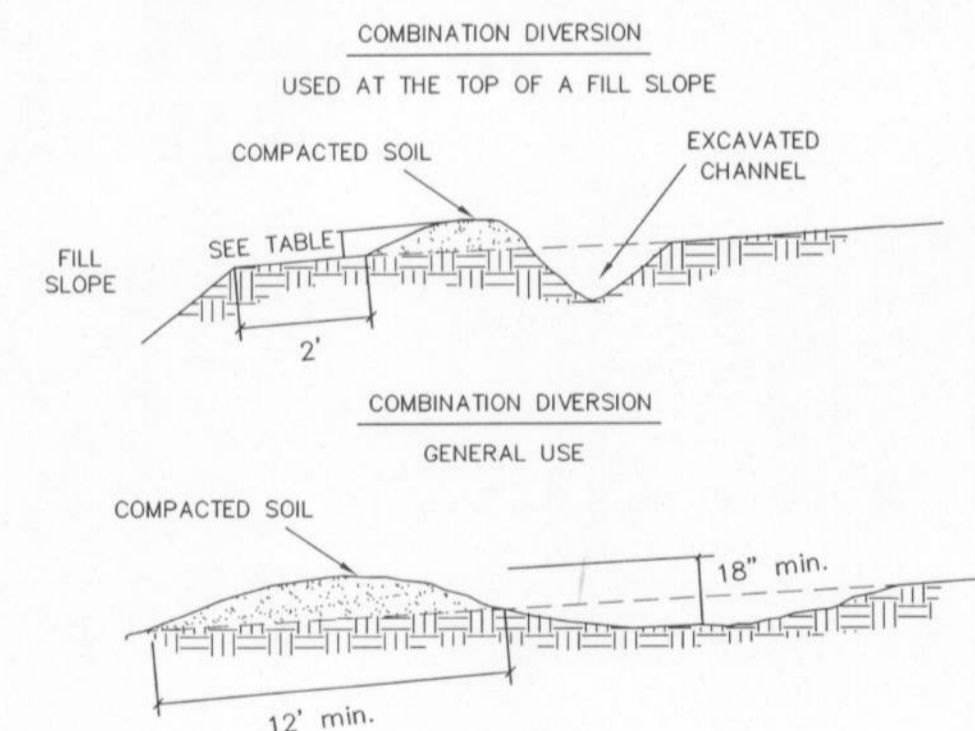 COMBINATION DIVERSION
USED AT THE TOP OF A FILL SLOPE
COMPACTED SOIL
EXCAVATED
CHANNEL
FILL
SLOPE
SEE TABLE
2'
COMBINATION DIVERSION
GENERAL USE
COMPACTED SOIL
18" min.
12' min.